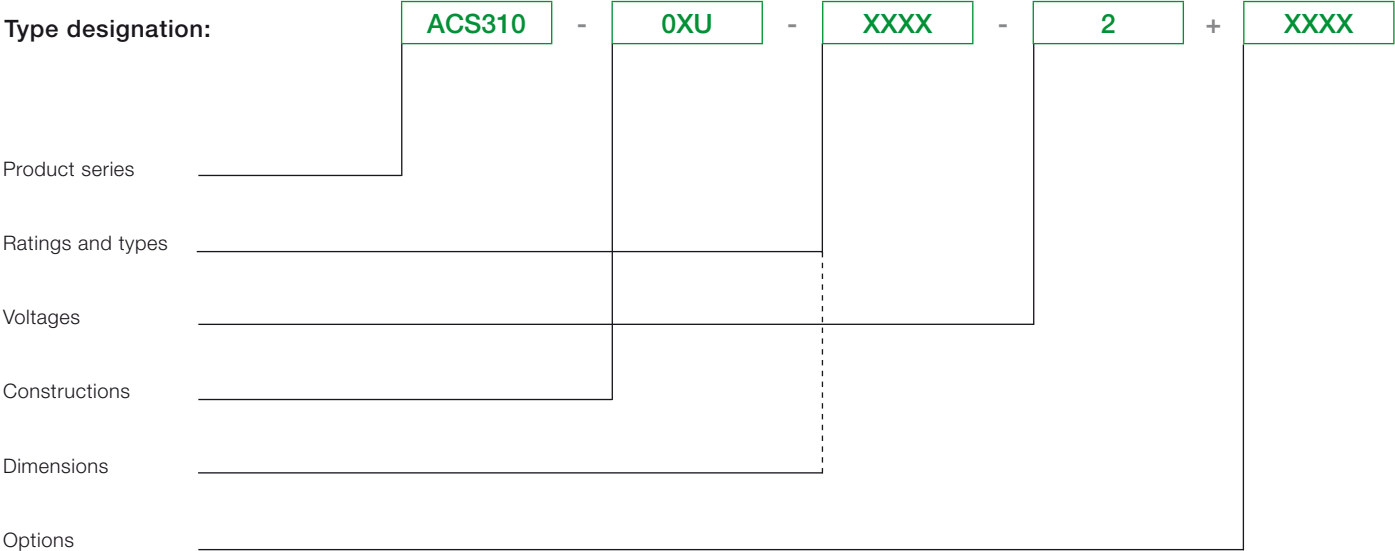 Type designation: ACS310 - 0XU - XXXX - 2 + XXXX
Product series
Ratings and types
Voltages
Constructions
Dimensions
Options